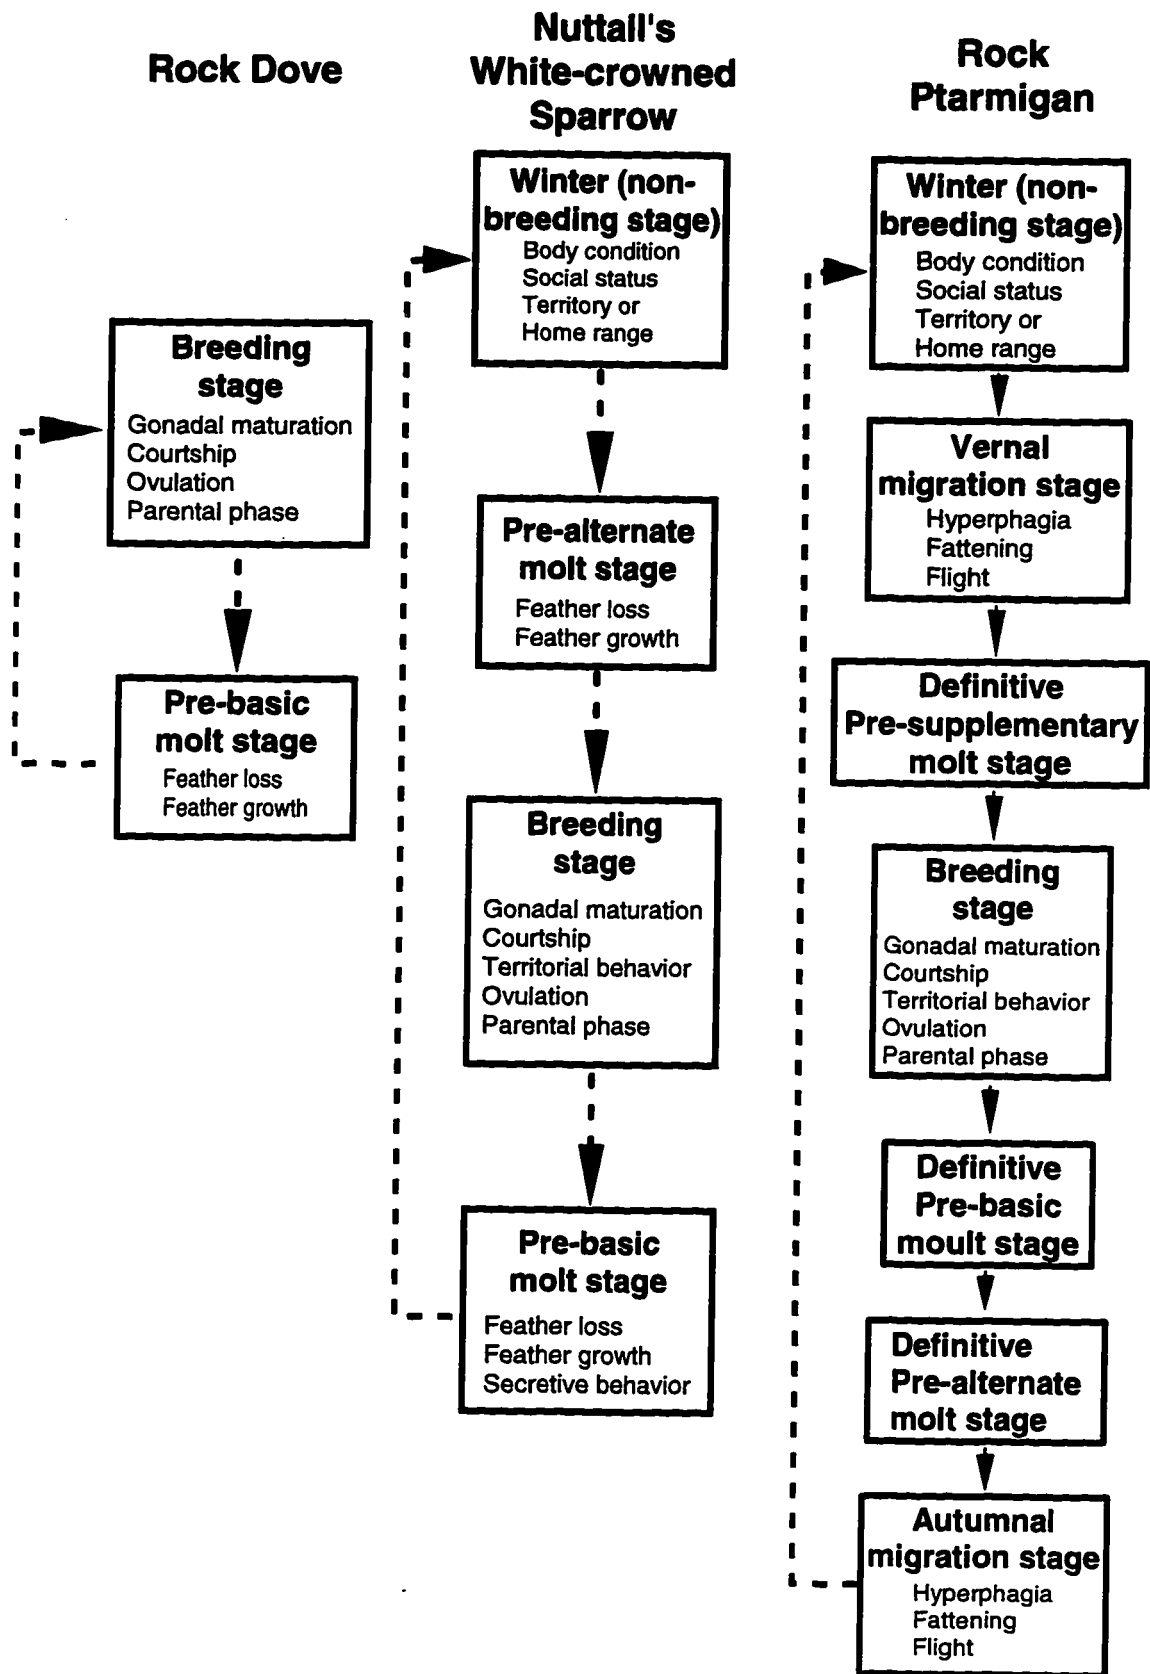 Rock Dove
Breeding
stage
Gonadal maturation
Courtship
Ovulation
Parental phase
Pre-basic
molt stage
Feather loss
Feather growth
Nuttall's
White-crowned
Sparrow
Winter (non-
breeding stage)
Body condition
Social status
Territory or
Home range
Pre-alternate
molt stage
Feather loss
Feather growth
Breeding
stage
Gonadal maturation
Courtship
Territorial behavior
Ovulation
Parental phase
Pre-basic
molt stage
Feather loss
Feather growth
Secretive behavior
Rock
Ptarmigan
Winter (non-
breeding stage)
Body condition
Social status
Territory or
Home range
Vernal
migration stage
Hyperphagia
Fattening
Flight
Definitive
Pre-supplementary
molt stage
Breeding
stage
Gonadal maturation
Courtship
Territorial behavior
Ovulation
Parental phase
Definitive
Pre-basic
moult stage
Definitive
Pre-alternate
molt stage
Autumnal
migration stage
Hyperphagia
Fattening
Flight